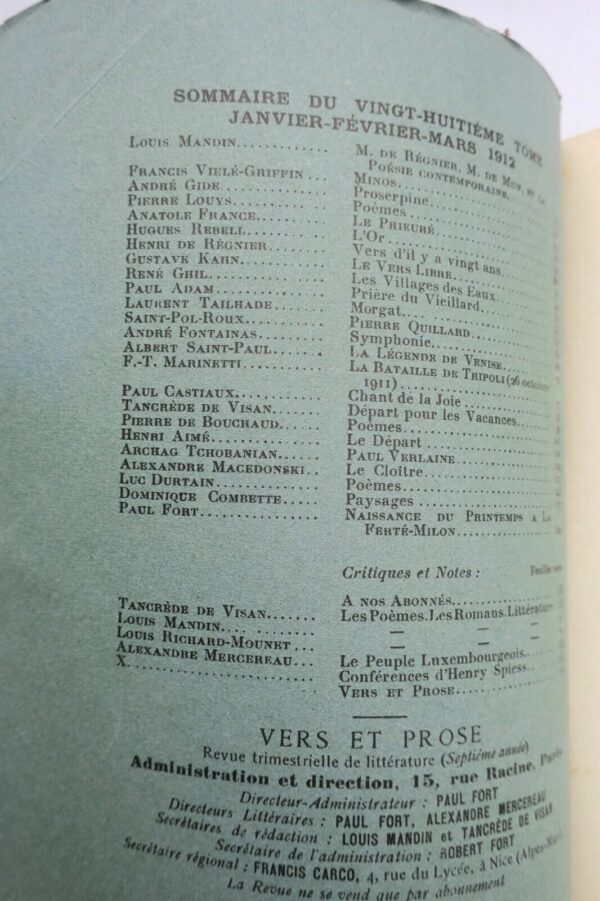 SOMMAIRE DU VINGT-HUITIÉME TOME
JANVIER-FÉVRIER-MARS 1912
LOUIS MANDIN............ M. DE RÉGNIER, M. DE MUN, ET LA
POÉSIE CONTEMPORAINE.
FRANCIS VIELÉ-GRIFFIN... MINOS.
ANDRÉ GIDE.............. Proserpine.
PIERRE LOUYS............ Poèmes.
ANATOLE FRANCE.......... LE PRIEURÉ.
HUGUES REBELL........... L'Or.
HENRI DE RÉGNIER........ Vers d'il y a vingt ans.
GUSTAVE KAHN............ LE VERS LIBRE.
RENÉ GHIL............... Les Villages des Eaux.
PAUL ADAM............... Prière du Vieillard.
LAURENT TAILHADE........ Morgat.
SAINT-POL-ROUX.......... PIERRE QUILLARD.
ANDRÉ FONTAINAS......... Symphonie.
ALBERT SAINT-PAUL....... LA LÉGENDE DE VENISE.
F.-T. MARINETTI......... LA BATAILLE DE TRIPOLI (26 octobre
1911)
PAUL CASTIAUX........... Chant de la Joie
TANCRÈDE DE VISAN....... Départ pour les Vacances.
PIERRE DE BOUCHAUD...... Poèmes.
HENRI AIMÉ.............. Le Départ
ARCHAG TCHOBANIAN....... PAUL VERLAINE
ALEXANDRE MACEDONSKI.. Le Cloître
LUC DURTAIN............. Poèmes
DOMINIQUE COMBETTE...... Paysages
PAUL FORT............... NAISSANCE DU PRINTEMPS A LA
FERTÉ-MILON.
Critiques et Notes :
TANCRÈDE DE VISAN....... A NOS ABONNÉS.
LOUIS MANDIN.... Les Poèmes. Les Romans. Littérature
LOUIS RICHARD-MOUNET... — — —
ALEXANDRE MERCEREAU.... Le Peuple Luxembourgeois.
X. Conférences d'Henry Spiess.
VERS ET PROSE
VERS ET PROSE
Revue trimestrielle de littérature (Septième année)
Administration et direction, 15, rue Racine, Paris
Directeur-Administrateur : PAUL FORT
Directeurs Littéraires : PAUL FORT, ALEXANDRE MERCEREAU
Secrétaires de rédaction : LOUIS MANDIN et TANCRÈDE DE VISAN
Secrétaire de l'administration : ROBERT FORT
Secrétaire régional : FRANCIS CARCO, 4, rue du Lycée, à Nice
La Revue ne se vend que par abonnement